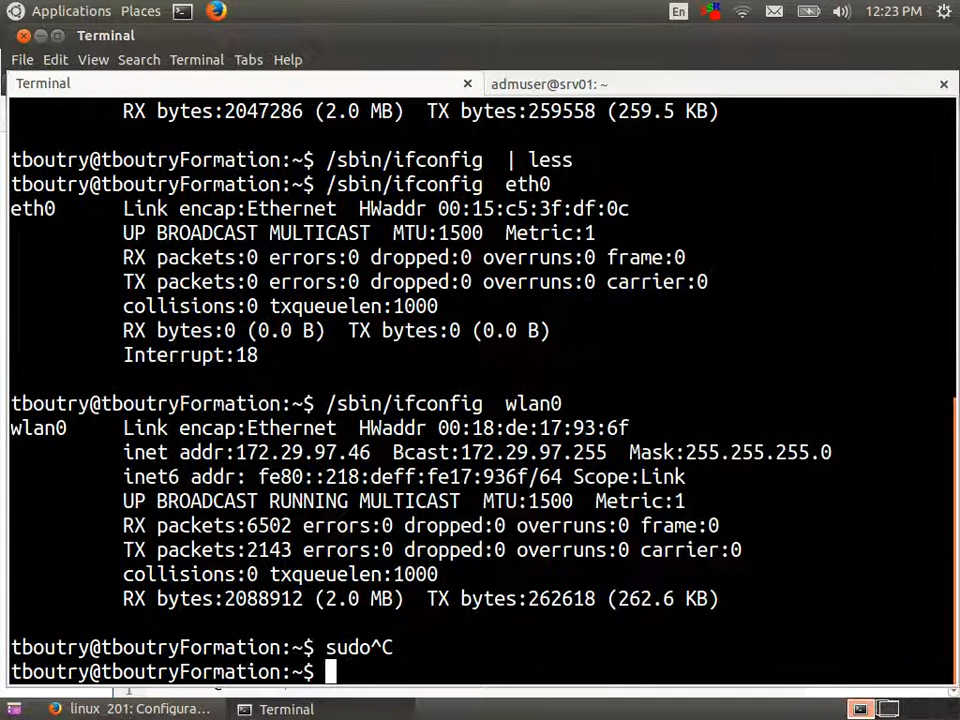 Applications Places En 12:23 PM
Terminal
File Edit View Search Terminal Tabs Help
Terminal × admuser@srv01: ~ ×
RX bytes:2047286 (2.0 MB) TX bytes:259558 (259.5 KB)
tboutry@tboutryFormation:~$ /sbin/ifconfig | less
tboutry@tboutryFormation:~$ /sbin/ifconfig eth0
eth0 Link encap:Ethernet HWaddr 00:15:c5:3f:df:0c
UP BROADCAST MULTICAST MTU:1500 Metric:1
RX packets:0 errors:0 dropped:0 overruns:0 frame:0
TX packets:0 errors:0 dropped:0 overruns:0 carrier:0
collisions:0 txqueuelen:1000
RX bytes:0 (0.0 B) TX bytes:0 (0.0 B)
Interrupt:18
tboutry@tboutryFormation:~$ /sbin/ifconfig wlan0
wlan0 Link encap:Ethernet HWaddr 00:18:de:17:93:6f
inet addr:172.29.97.46 Bcast:172.29.97.255 Mask:255.255.255.0
inet6 addr: fe80::218:deff:fe17:936f/64 Scope:Link
UP BROADCAST RUNNING MULTICAST MTU:1500 Metric:1
RX packets:6502 errors:0 dropped:0 overruns:0 frame:0
TX packets:2143 errors:0 dropped:0 overruns:0 carrier:0
collisions:0 txqueuelen:1000
RX bytes:2088912 (2.0 MB) TX bytes:262618 (262.6 KB)
tboutry@tboutryFormation:~$ sudo^C
tboutry@tboutryFormation:~$
linux_201: Configura... Terminal